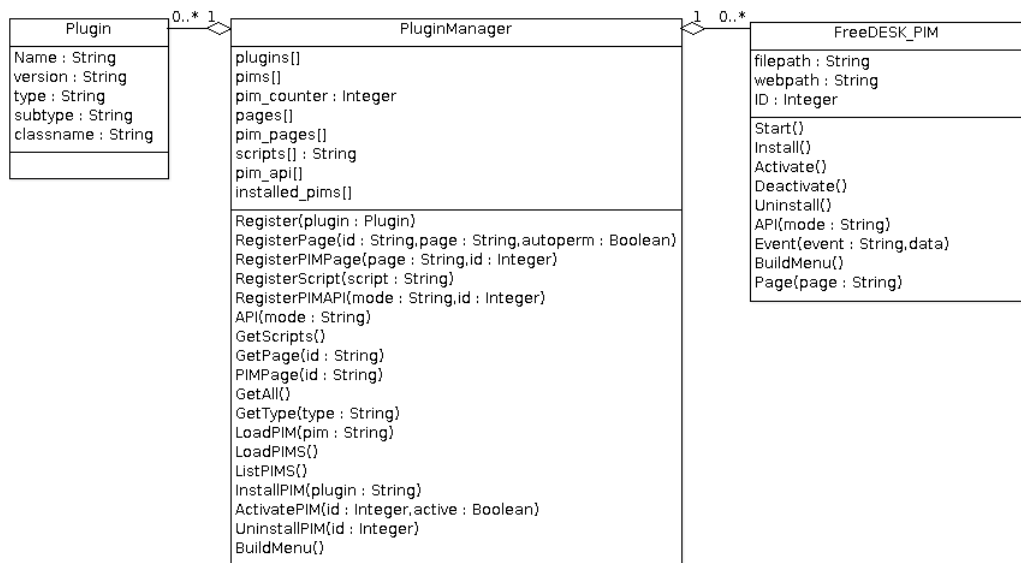 Plugin
Name : String
version : String
type : String
subtype : String
classname : String
0..* 1
PluginManager
plugins[]
pims[]
pim_counter : Integer
pages[]
pim_pages[]
scripts[] : String
pim_api[]
installed_pims[]
Register(plugin : Plugin)
RegisterPage(id : String,page : String,autoperm : Boolean)
RegisterPIMPage(page : String,id : Integer)
RegisterScript(script : String)
RegisterPIMAPI(mode : String,id : Integer)
API(mode : String)
GetScripts()
GetPage(id : String)
PIMPage(id : String)
GetAll()
GetType(type : String)
LoadPIM(pim : String)
LoadPIMS()
ListPIMS()
InstallPIM(plugin : String)
ActivatePIM(id : Integer,active : Boolean)
UninstallPIM(id : Integer)
BuildMenu()
1 0..*
FreeDESK_PIM
filepath : String
webpath : String
ID : Integer
Start()
Install()
Activate()
Deactivate()
Uninstall()
API(mode : String)
Event(event : String,data)
BuildMenu()
Page(page : String)